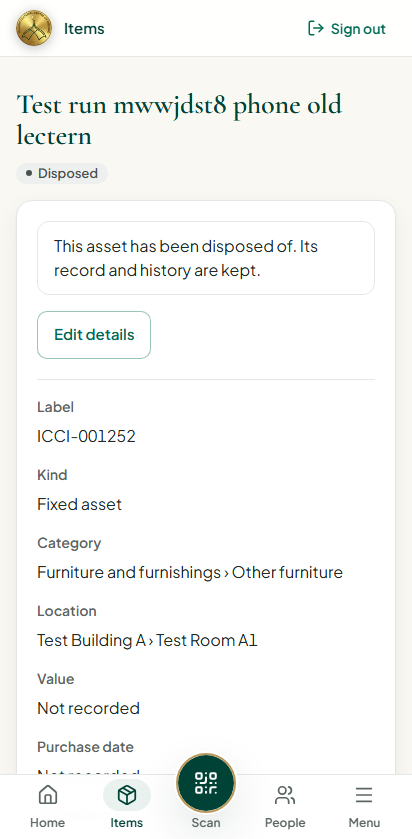 Items
Sign out
Test run mwwjdst8 phone old
lectern
Disposed
This asset has been disposed of. Its
record and history are kept.
Edit details
Label
ICCI-001252
Kind
Fixed asset
Category
Furniture and furnishings › Other furniture
Location
Test Building A › Test Room A1
Value
Not recorded
Purchase date
Home
Items
Scan
People
Menu